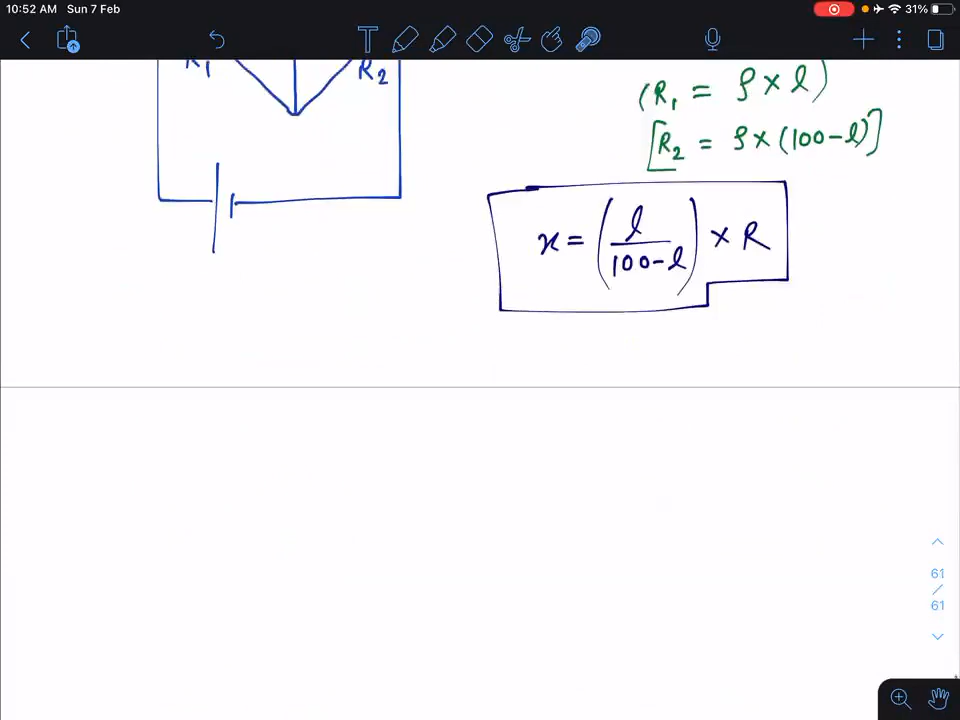 10:52 AM Sun 7 Feb
31%
T
R₁
R₂
(R₁ = ρ × l)
[R₂ = ρ × (100-l)]
x = (l / 100-l) × R
61
/
61